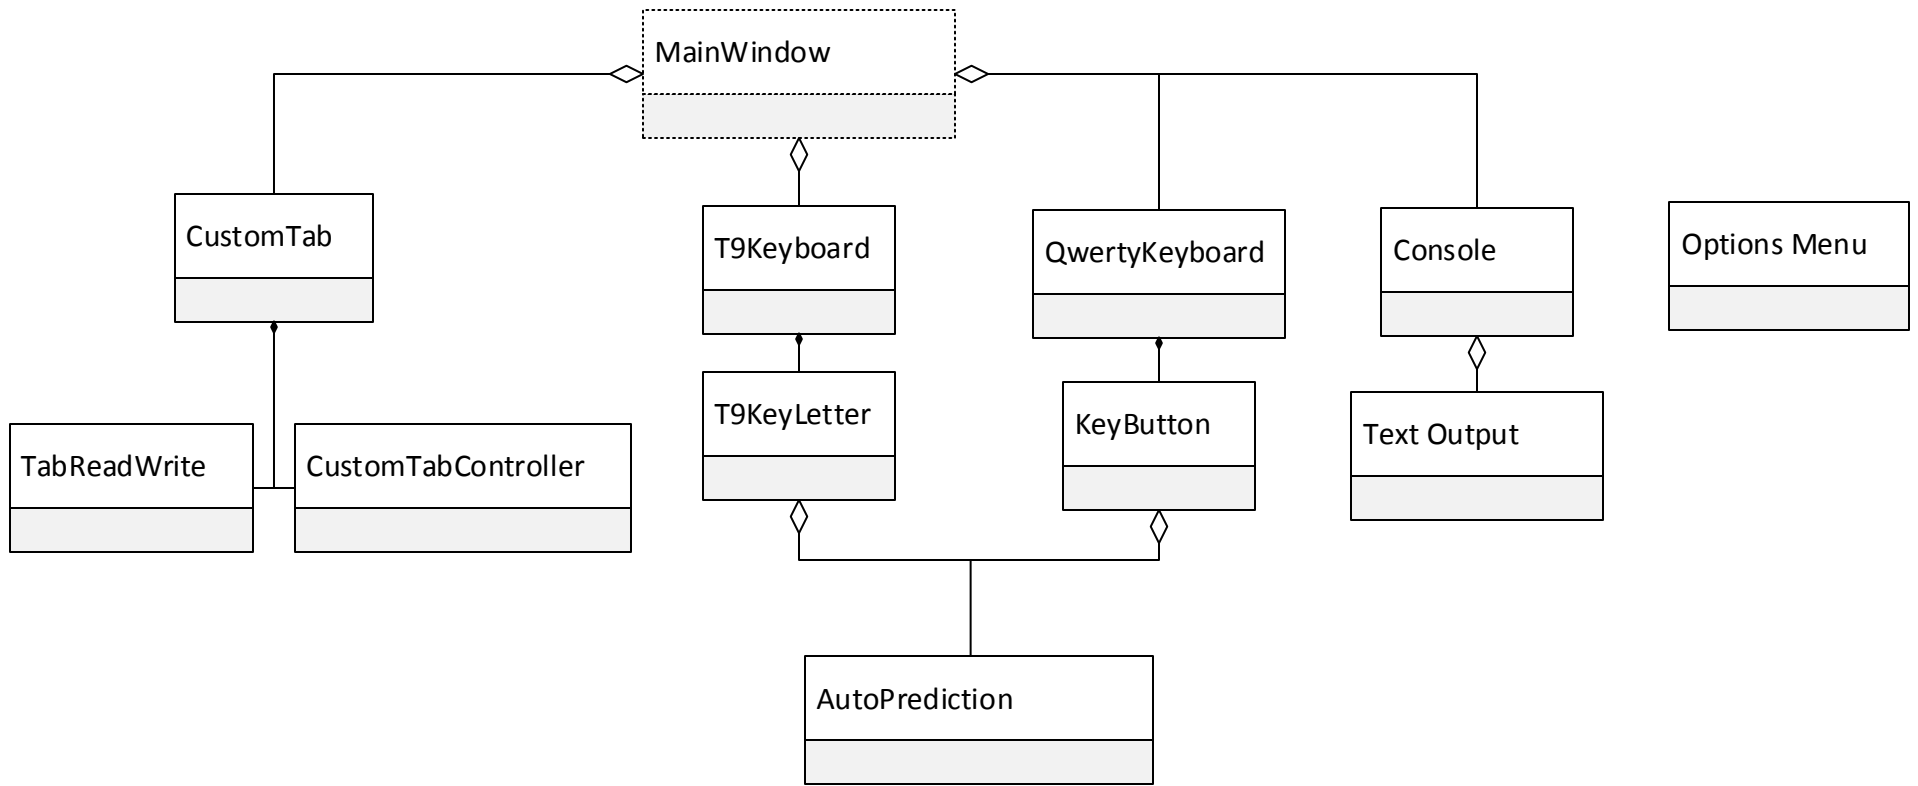 MainWindow
CustomTab
T9Keyboard
QwertyKeyboard
Console
Options Menu
TabReadWrite
CustomTabController
T9KeyLetter
KeyButton
Text Output
AutoPrediction